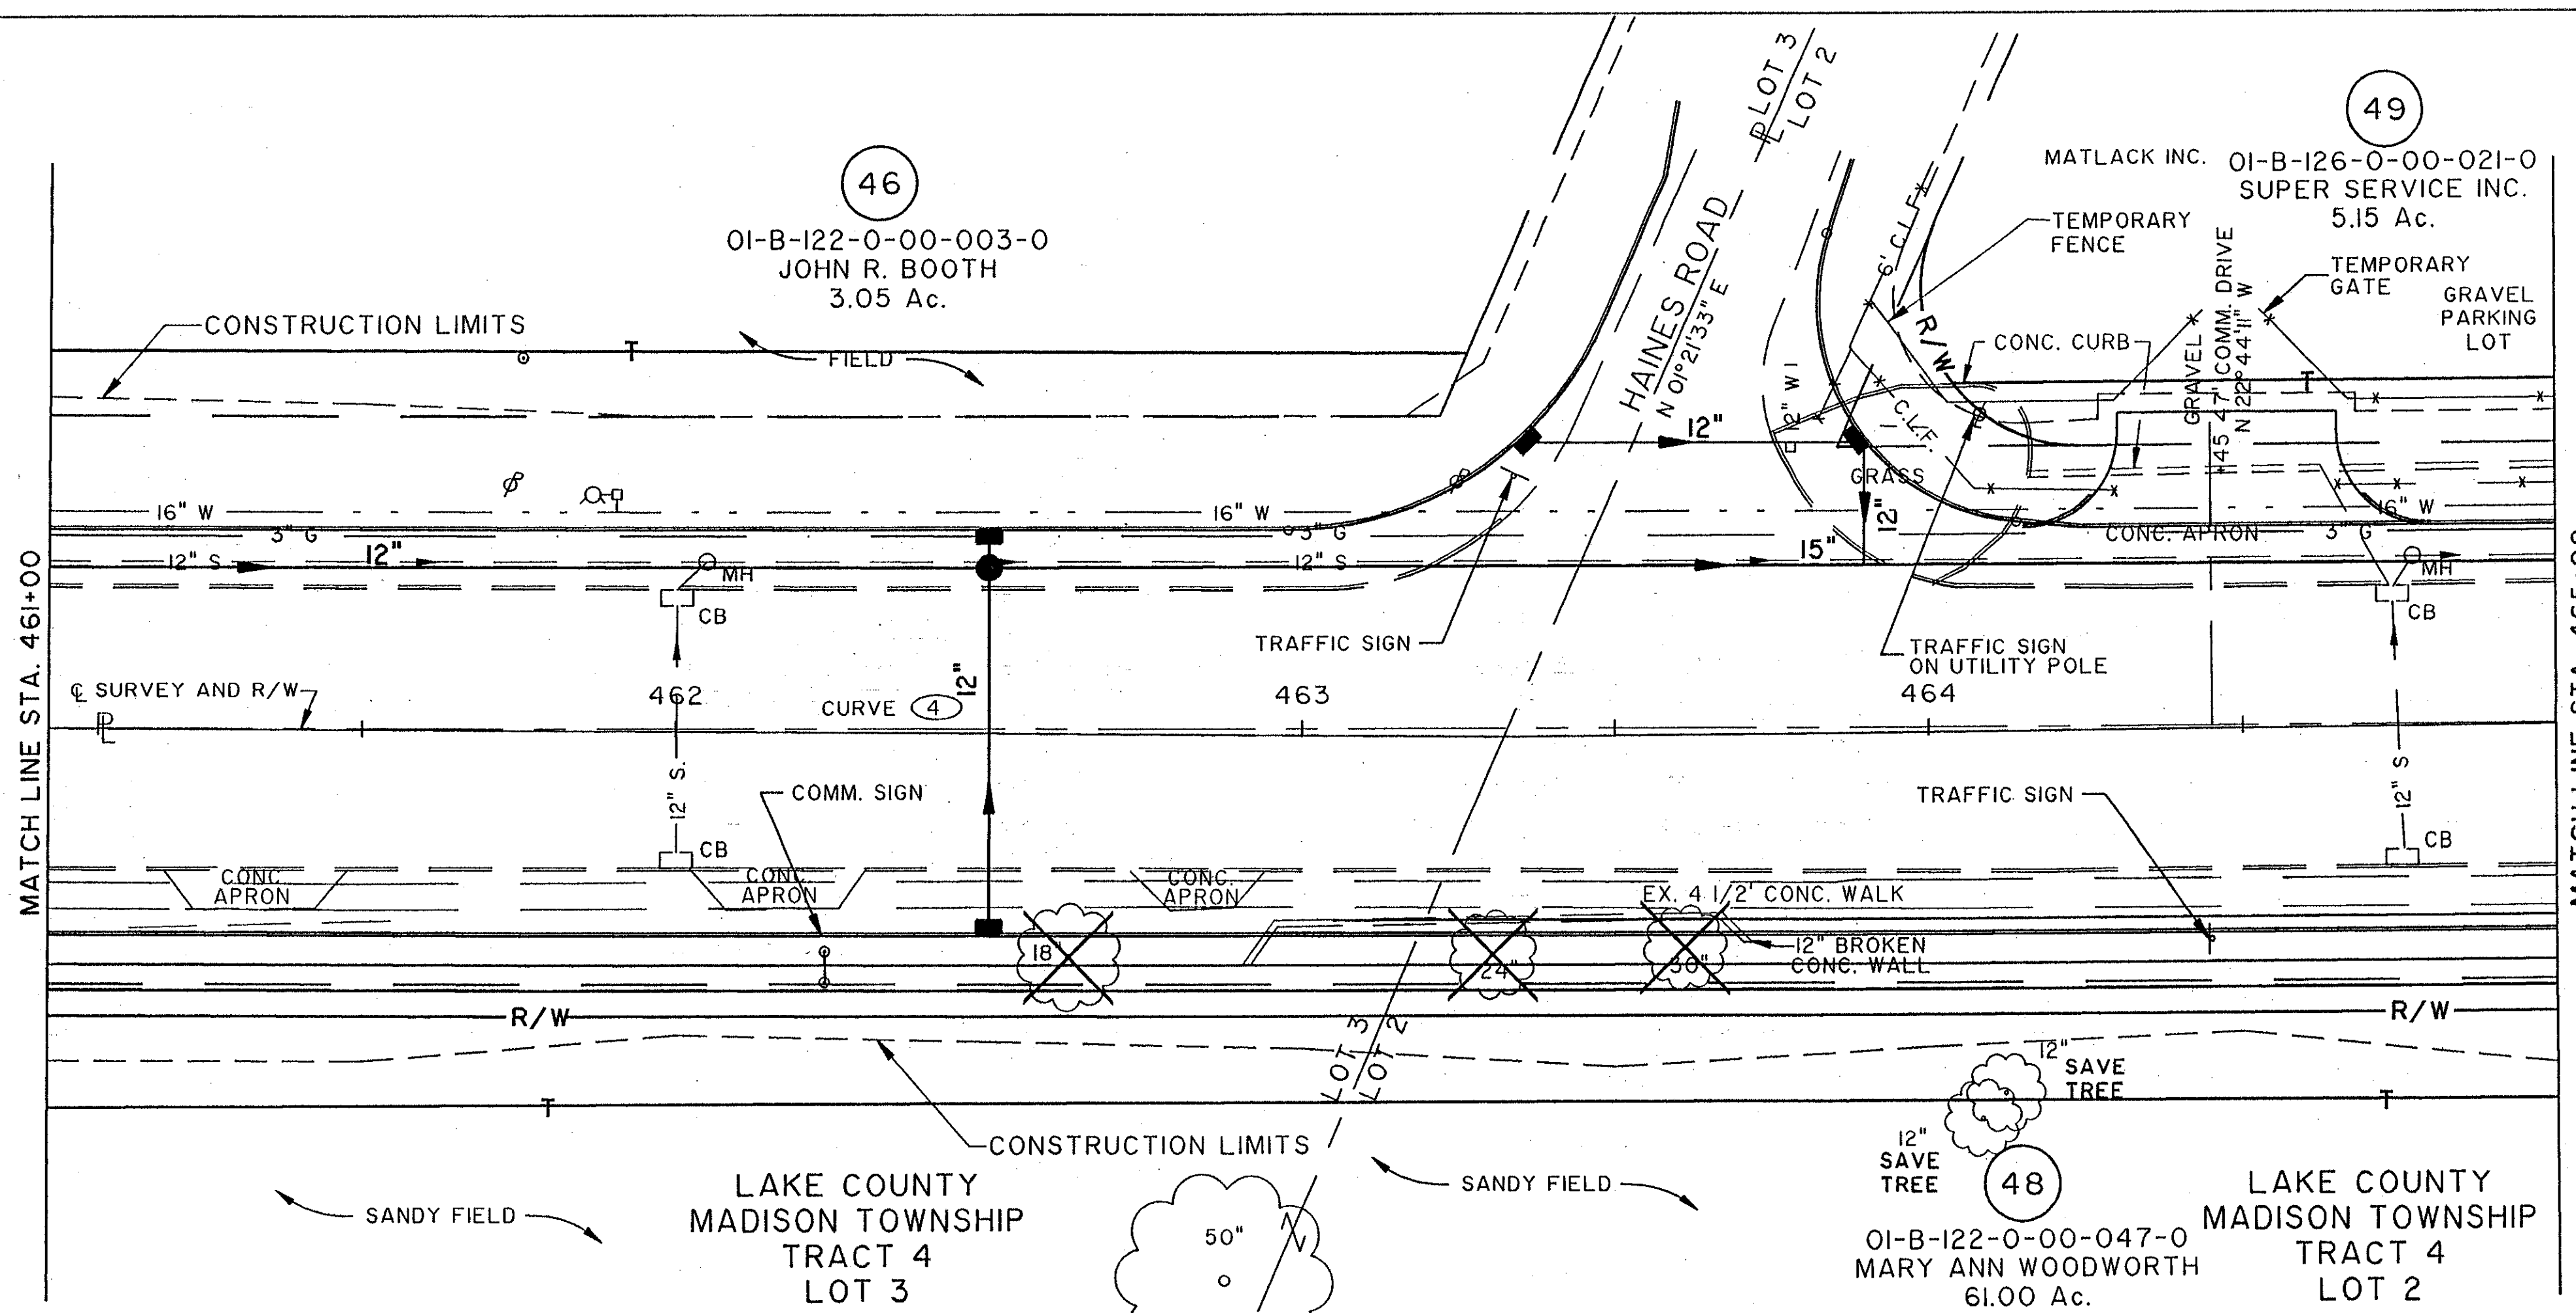 PLOT 3
LOT 2
49
MATLACK INC.
01-B-126-0-00-021-0
SUPER SERVICE INC.
5.15 Ac.
46
01-B-122-0-00-003-0
JOHN R. BOOTH
3.05 Ac.
TEMPORARY
FENCE
TEMPORARY
GATE
GRAVEL
PARKING
LOT
6' C.L.F.
HAINES ROAD
N 01°21'33" E
R/W
CONC. CURB
GRAVEL
+45 47' COMM. DRIVE
N 22°44'11" W
CONSTRUCTION LIMITS
T
FIELD
T
12"
C.L.F.
GRASS
12"
16" W
16" W
16" W
3" G
3" G
CONC. APRON
3" G
12" S
12"
12" S
15"
MH
MH
CB
CB
TRAFFIC SIGN
TRAFFIC SIGN
ON UTILITY POLE
MATCH LINE STA. 461+00
℄ SURVEY AND R/W
462
CURVE 4
12"
463
464
12" S.
12" S
COMM. SIGN
TRAFFIC SIGN
CB
CB
CONC.
APRON
CONC.
APRON
CONC.
APRON
EX. 4 1/2' CONC. WALK
18"
24"
30"
12" BROKEN
CONC. WALL
R/W
R/W
LOT 3
LOT 2
12"
SAVE
TREE
T
T
CONSTRUCTION LIMITS
12"
SAVE
TREE
48
SANDY FIELD
SANDY FIELD
LAKE COUNTY
MADISON TOWNSHIP
TRACT 4
LOT 3
50"
01-B-122-0-00-047-0
MARY ANN WOODWORTH
61.00 Ac.
LAKE COUNTY
MADISON TOWNSHIP
TRACT 4
LOT 2